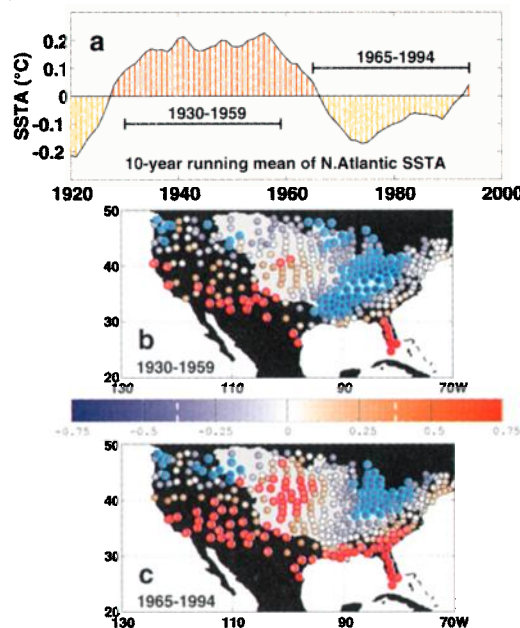 a
SSTA (°C)
0.2
0.1
0
-0.1
-0.2
1965-1994
1930-1959
10-year running mean of N.Atlantic SSTA
1920 1940 1960 1980 2000
50
40
30
20
b
1930-1959
130 110 90 70W
-0.75 -0.5 -0.25 0 0.25 0.5 0.75
50
40
30
20
c
1965-1994
130 110 90 70W